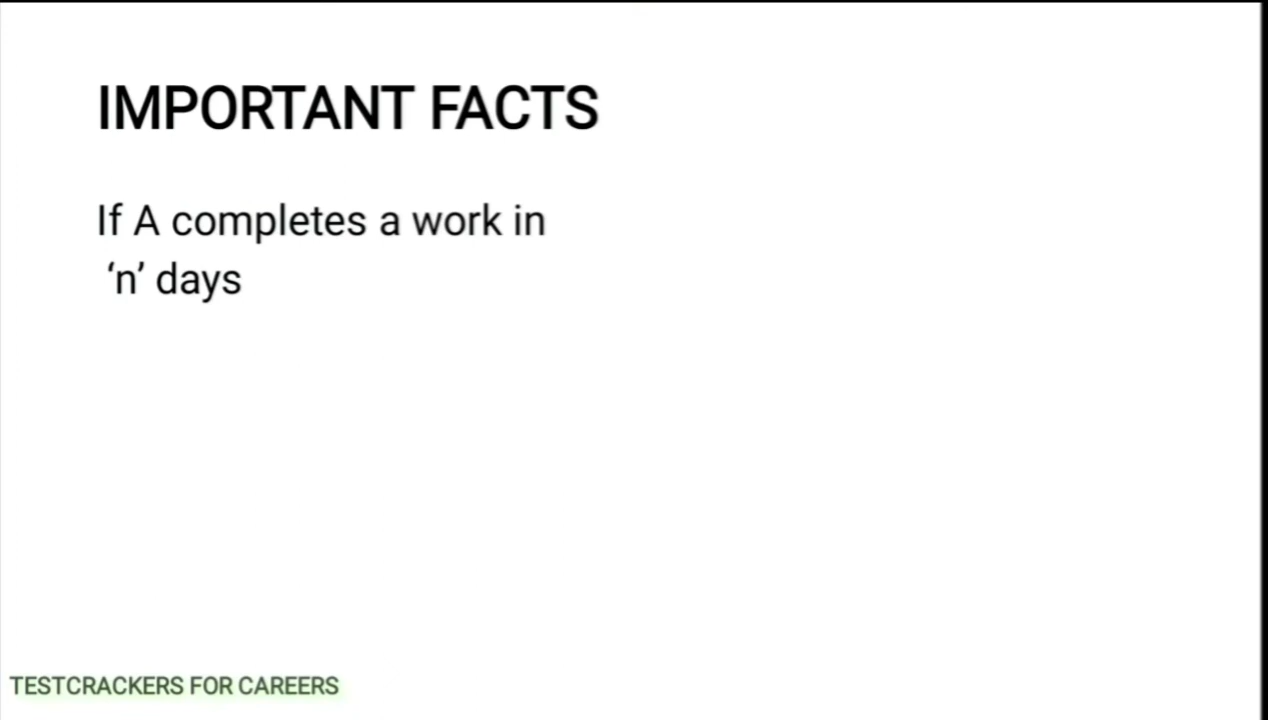 IMPORTANT FACTS
If A completes a work in
‘n’ days
TESTCRACKERS FOR CAREERS